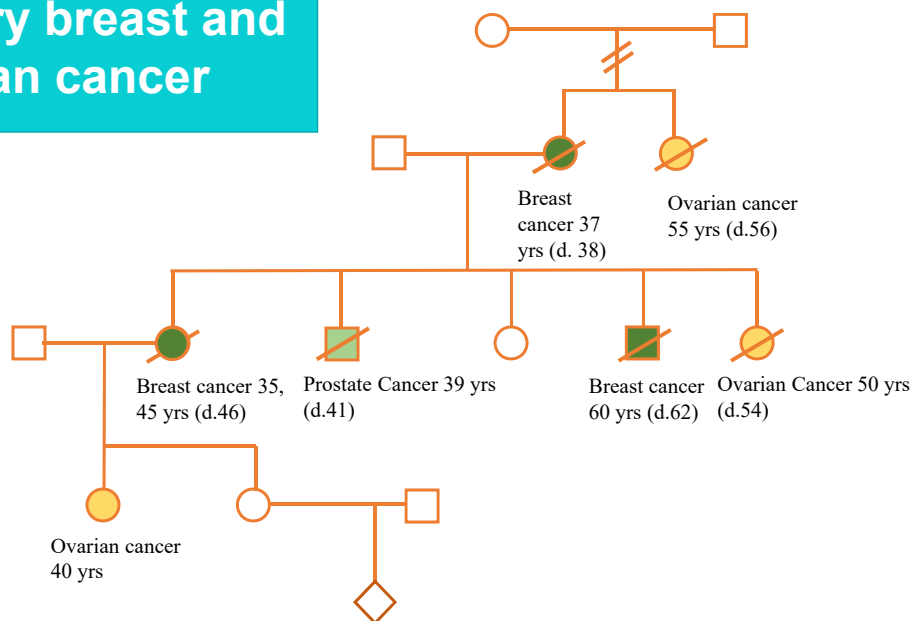 ry breast and
an cancer
Breast
cancer 37
yrs (d. 38)
Ovarian cancer
55 yrs (d.56)
Breast cancer 35,
45 yrs (d.46)
Prostate Cancer 39 yrs
(d.41)
Breast cancer
60 yrs (d.62)
Ovarian Cancer 50 yrs
(d.54)
Ovarian cancer
40 yrs